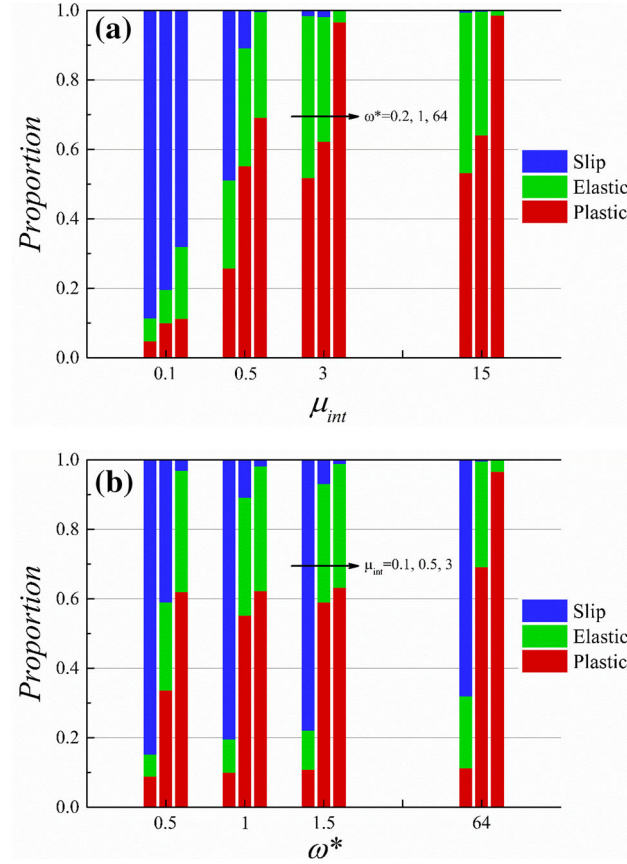 (a)
1.0
0.8
0.6
0.4
0.2
0.0
Proportion
ω*=0.2, 1, 64
Slip
Elastic
Plastic
0.1 0.5 3 15
μint
(b)
1.0
0.8
0.6
0.4
0.2
0.0
Proportion
μint=0.1, 0.5, 3
Slip
Elastic
Plastic
0.5 1 1.5 64
ω*